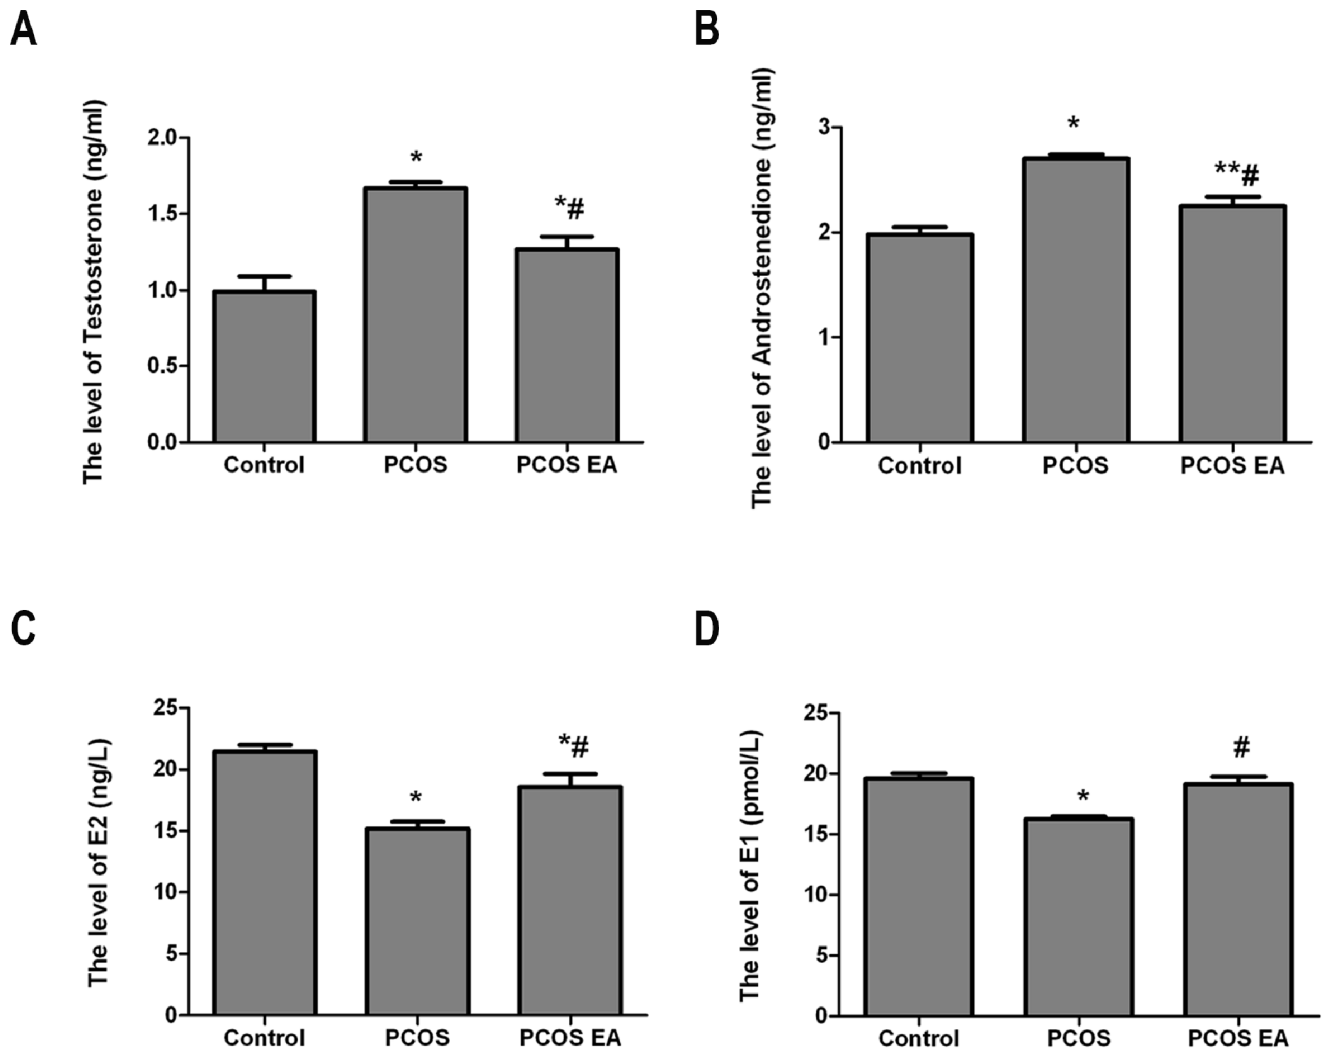 A
The level of Testosterone (ng/ml)
2.0
1.5
1.0
0.5
0.0
*
*#
Control
PCOS
PCOS EA
B
The level of Androstenedione (ng/ml)
3
2
1
0
*
**#
Control
PCOS
PCOS EA
C
The level of E2 (ng/L)
25
20
15
10
5
0
*
*#
Control
PCOS
PCOS EA
D
The level of E1 (pmol/L)
25
20
15
10
5
0
*
#
Control
PCOS
PCOS EA